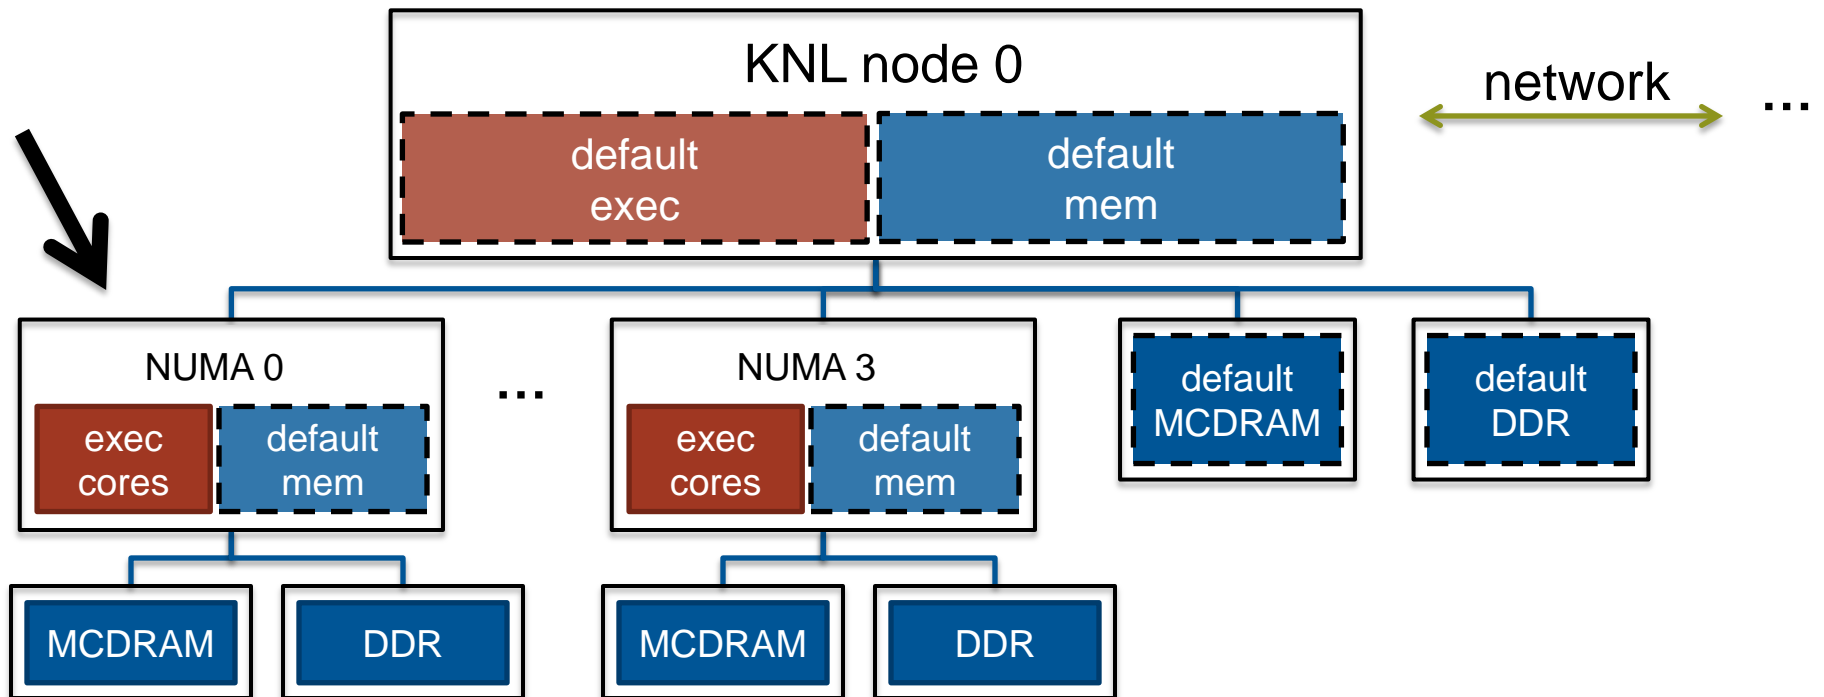 KNL node 0
default
exec
default
mem
network
...
NUMA 0
exec
cores
default
mem
...
NUMA 3
exec
cores
default
mem
default
MCDRAM
default
DDR
MCDRAM
DDR
MCDRAM
DDR